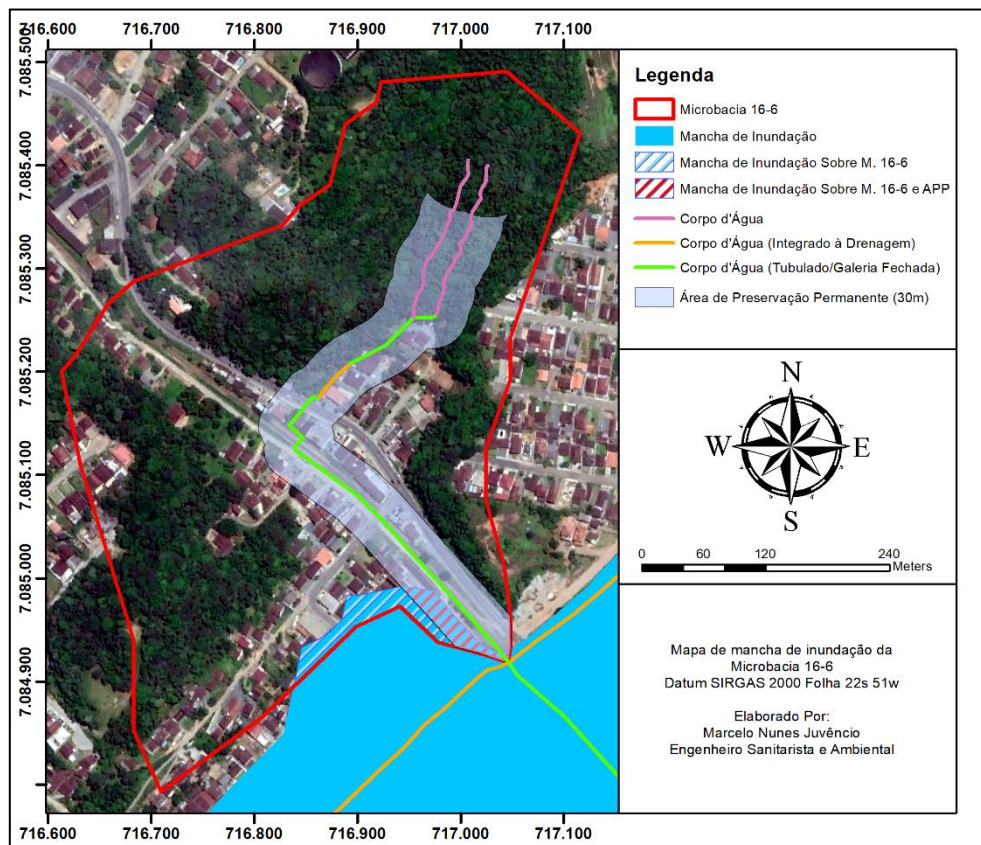 716.600 716.700 716.800 716.900 717.000 717.100
7.085.500
7.085.400
7.085.300
7.085.200
7.085.100
7.085.000
7.084.900
716.600 716.700 716.800 716.900 717.000 717.100
Legenda
Microbacia 16-6
Mancha de Inundação
Mancha de Inundação Sobre M. 16-6
Mancha de Inundação Sobre M. 16-6 e APP
Corpo d'Água
Corpo d'Água (Integrado à Drenagem)
Corpo d'Água (Tubulado/Galeria Fechada)
Área de Preservação Permanente (30m)
N
W E
S
0 60 120 240
Meters
Mapa de mancha de inundação da
Microbacia 16-6
Datum SIRGAS 2000 Folha 22s 51w
Elaborado Por:
Marcelo Nunes Juvêncio
Engenheiro Sanitarista e Ambiental